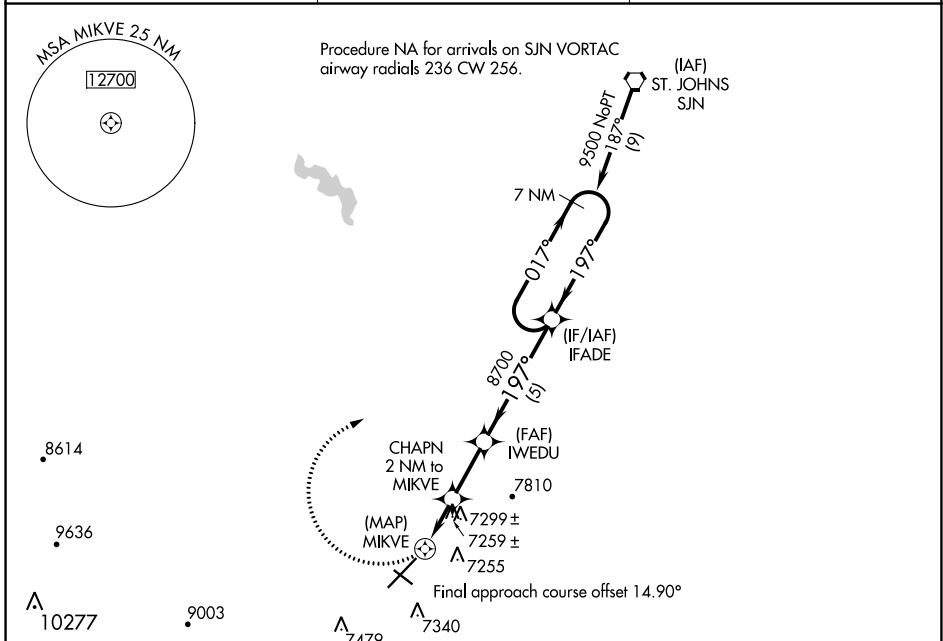 MSA MIKVE 25 NM
12700
Procedure NA for arrivals on SJN VORTAC
airway radials 236 CW 256.
(IAF)
ST. JOHNS
SJN
9500 NoPT
187°
(9)
7 NM
017°
197°
(IF/IAF)
IFADE
8700
197°
(5)
(FAF)
IWEDU
CHAPN
2 NM to
MIKVE
8614
7810
7299 ±
7259 ±
(MAP)
MIKVE
9636
7255
Final approach course offset 14.90°
10277
9003
7479
7340